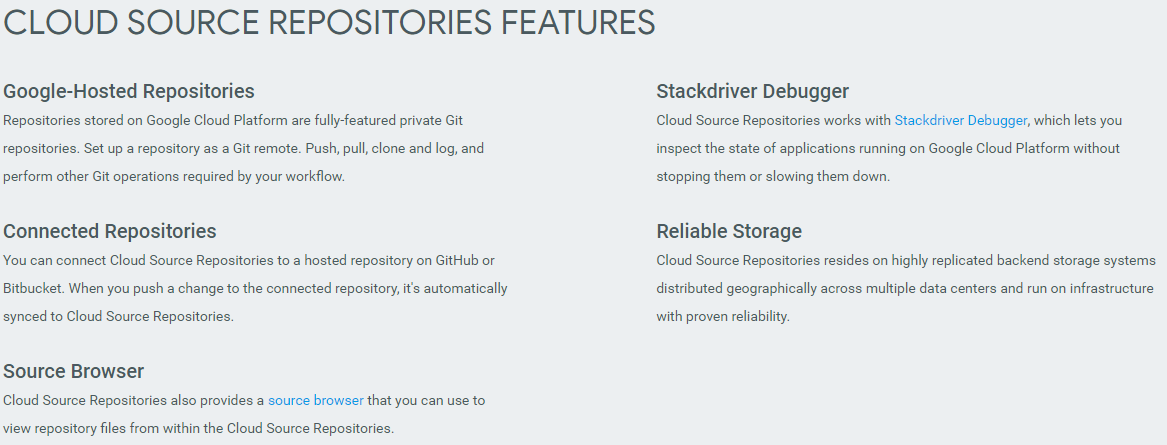 CLOUD SOURCE REPOSITORIES FEATURES
Google-Hosted Repositories
Repositories stored on Google Cloud Platform are fully-featured private Git
repositories. Set up a repository as a Git remote. Push, pull, clone and log, and
perform other Git operations required by your workflow.
Connected Repositories
You can connect Cloud Source Repositories to a hosted repository on GitHub or
Bitbucket. When you push a change to the connected repository, it's automatically
synced to Cloud Source Repositories.
Source Browser
Cloud Source Repositories also provides a source browser that you can use to
view repository files from within the Cloud Source Repositories.
Stackdriver Debugger
Cloud Source Repositories works with Stackdriver Debugger, which lets you
inspect the state of applications running on Google Cloud Platform without
stopping them or slowing them down.
Reliable Storage
Cloud Source Repositories resides on highly replicated backend storage systems
distributed geographically across multiple data centers and run on infrastructure
with proven reliability.